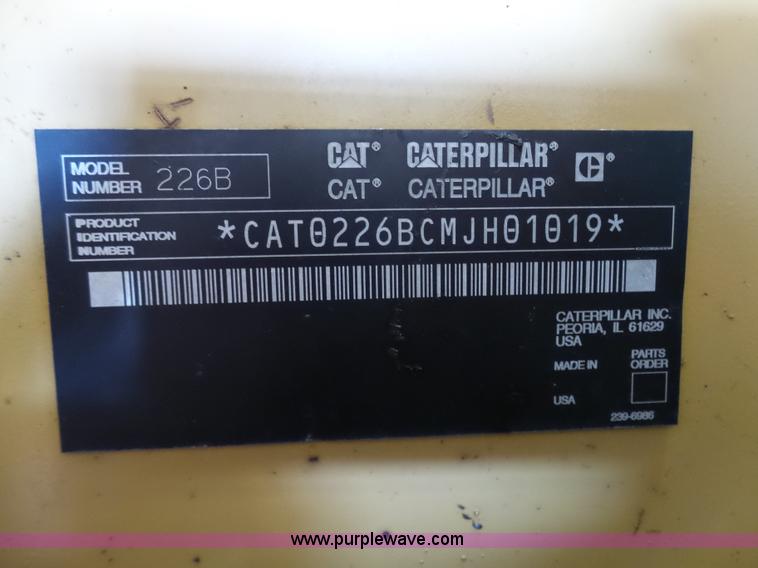 MODEL NUMBER 226B
CAT® CATERPILLAR®
CAT® CATERPILLAR® C®
PRODUCT IDENTIFICATION NUMBER *CAT0226BCMJH01019*
CATERPILLAR INC.
PEORIA, IL 61629
USA
MADE IN
USA
PARTS
ORDER
239-6986
www.purplewave.com